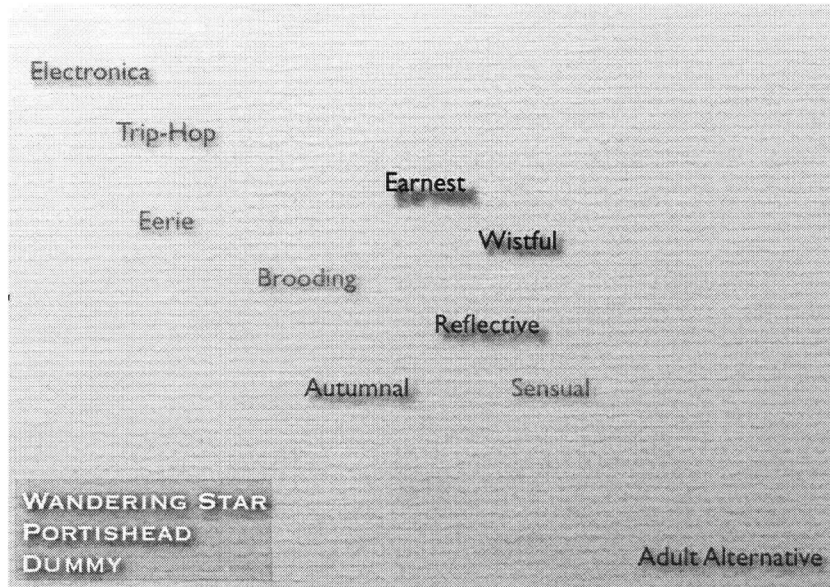 Electronica
Trip-Hop
Earnest
Eerie
Wistful
Brooding
Reflective
Autumnal Sensual
WANDERING STAR
PORTISHEAD
DUMMY
Adult Alternative